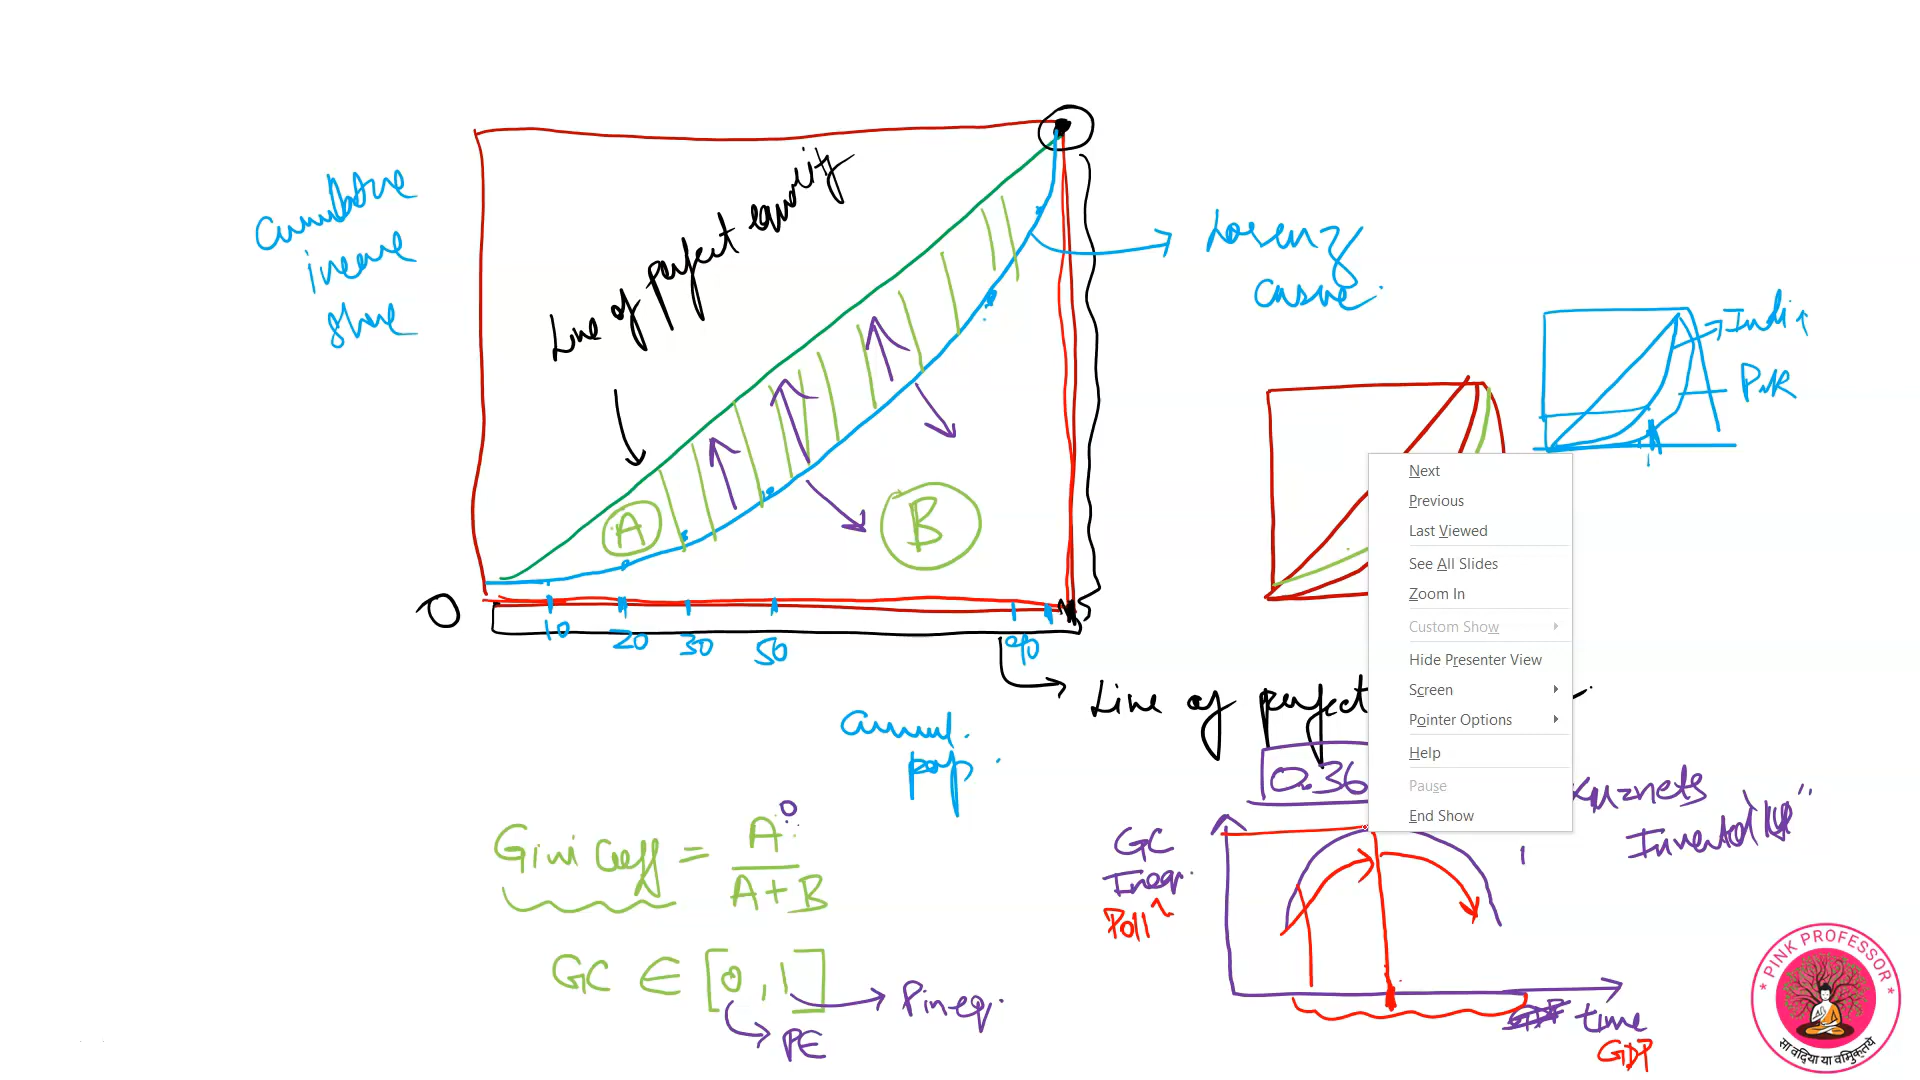 Cumulative
income
share
Line of perfect equality
Lorenz
Curve.
Indi
Pak
A
B
O
10
20
30
50
90
Cumul.
pop.
Line of perfect
0.36
Next
Previous
Last Viewed
See All Slides
Zoom In
Custom Show
Hide Presenter View
Screen
Pointer Options
Help
Pause
End Show
Kuznets
Inverted "U"
Gini Coeff = A / A+B
0
GC ∈ [0, 1]
P ineq.
PE
GC
Ineq.
Poll
time
GDP
* PINK PROFESSOR *
सा विद्या या विमुक्तये